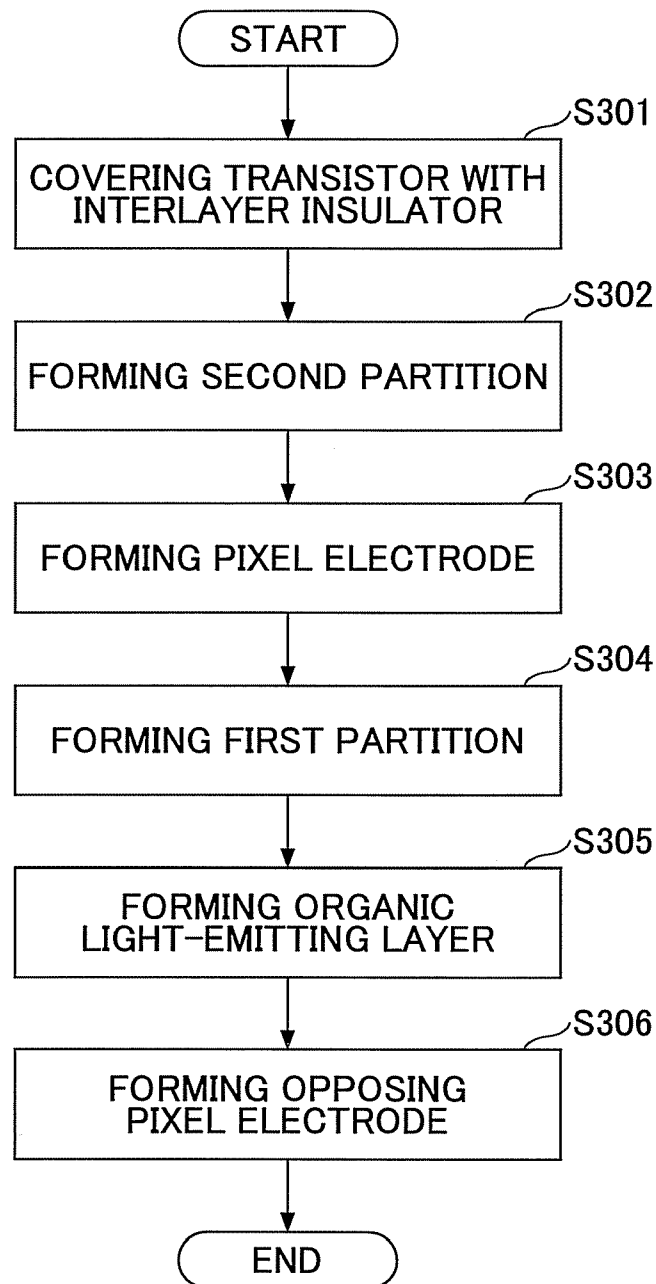 START
S301
COVERING TRANSISTOR WITH
INTERLAYER INSULATOR
S302
FORMING SECOND PARTITION
S303
FORMING PIXEL ELECTRODE
S304
FORMING FIRST PARTITION
S305
FORMING ORGANIC
LIGHT-EMITTING LAYER
S306
FORMING OPPOSING
PIXEL ELECTRODE
END